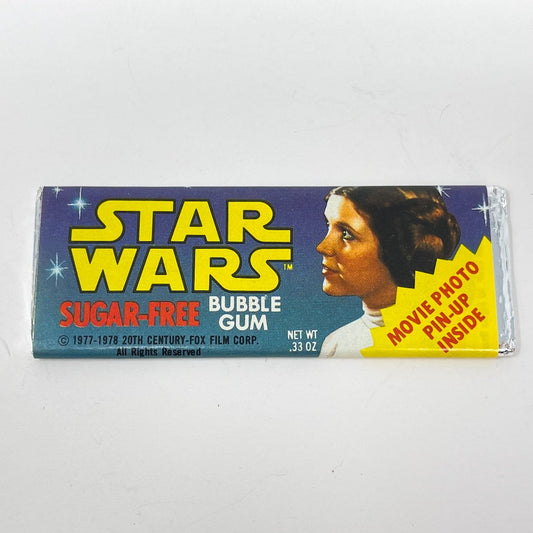 STAR
WARS™
SUGAR-FREE BUBBLE GUM
© 1977-1978 20TH CENTURY-FOX FILM CORP.
All Rights Reserved
NET WT
.33 OZ
MOVIE PHOTO
PIN-UP
INSIDE